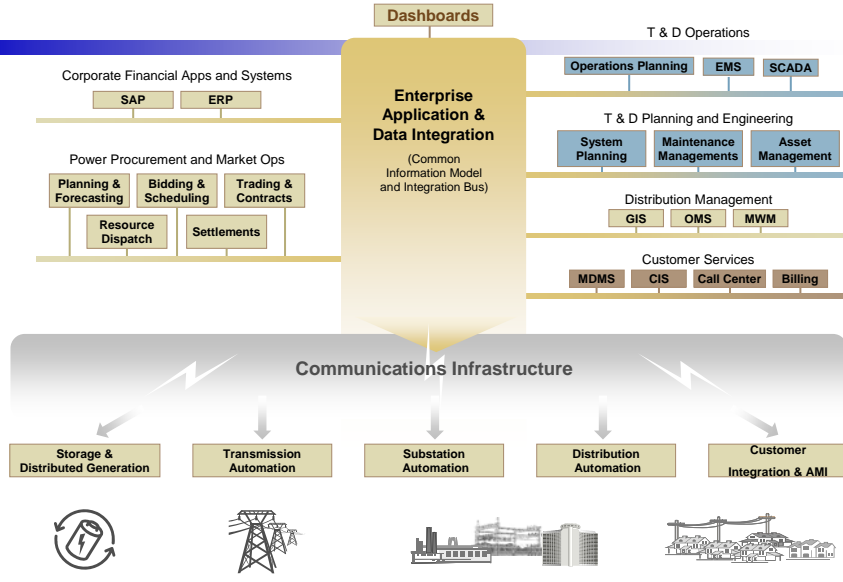 Dashboards
T & D Operations
Operations Planning
EMS
SCADA
Corporate Financial Apps and Systems
SAP
ERP
Enterprise
Application &
Data Integration
(Common
Information Model
and Integration Bus)
T & D Planning and Engineering
System
Planning
Maintenance
Managements
Asset
Management
Power Procurement and Market Ops
Planning &
Forecasting
Bidding &
Scheduling
Trading &
Contracts
Resource
Dispatch
Settlements
Distribution Management
GIS
OMS
MWM
Customer Services
MDMS
CIS
Call Center
Billing
Communications Infrastructure
Storage &
Distributed Generation
Transmission
Automation
Substation
Automation
Distribution
Automation
Customer
Integration & AMI